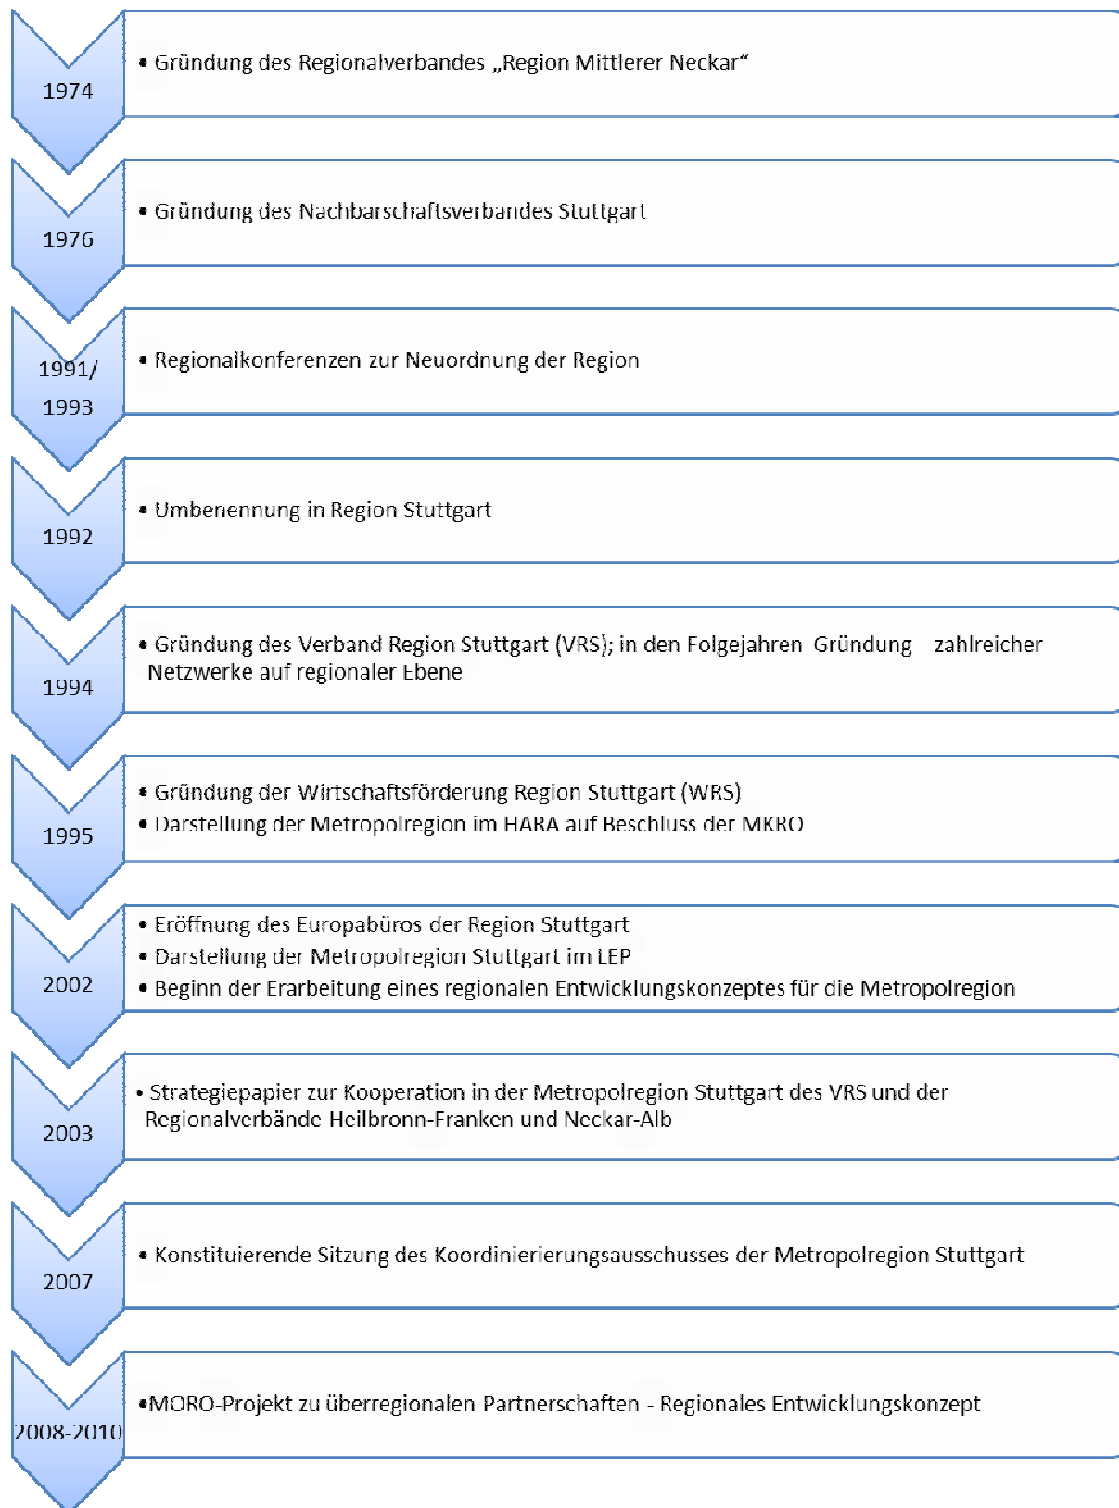 1974
• Gründung des Regionalverbandes „Region Mittlerer Neckar“
1976
• Gründung des Nachbarschaftsverbandes Stuttgart
1991/
1993
• Regionalkonferenzen zur Neuordnung der Region
1992
• Umbenennung in Region Stuttgart
1994
• Gründung des Verband Region Stuttgart (VRS); in den Folgejahren Gründung zahlreicher
Netzwerke auf regionaler Ebene
1995
• Gründung der Wirtschaftsförderung Region Stuttgart (WRS)
• Darstellung der Metropolregion im HARA auf Beschluss der MKRO
2002
• Eröffnung des Europabüros der Region Stuttgart
• Darstellung der Metropolregion Stuttgart im LEP
• Beginn der Erarbeitung eines regionalen Entwicklungskonzeptes für die Metropolregion
2003
• Strategiepapier zur Kooperation in der Metropolregion Stuttgart des VRS und der
Regionalverbände Heilbronn-Franken und Neckar-Alb
2007
• Konstituierende Sitzung des Koordinierierungsausschusses der Metropolregion Stuttgart
2008-2010
•MORO-Projekt zu überregionalen Partnerschaften - Regionales Entwicklungskonzept